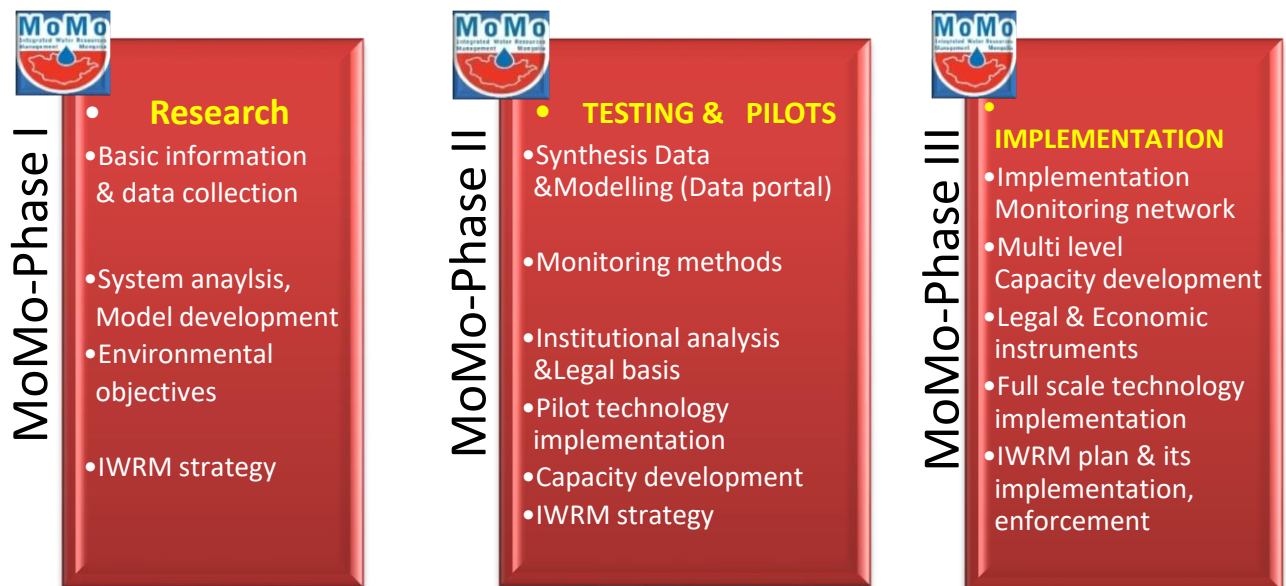 MoMo
Integrated Water Resources
Management Mongolia
MoMo-Phase I
• Research
•Basic information
& data collection
•System anaylsis,
Model development
•Environmental
objectives
•IWRM strategy
MoMo
Integrated Water Resources
Management Mongolia
MoMo-Phase II
• TESTING & PILOTS
•Synthesis Data
&Modelling (Data portal)
•Monitoring methods
•Institutional analysis
&Legal basis
•Pilot technology
implementation
•Capacity development
•IWRM strategy
MoMo
Integrated Water Resources
Management Mongolia
MoMo-Phase III
•
IMPLEMENTATION
•Implementation
Monitoring network
•Multi level
Capacity development
•Legal & Economic
instruments
•Full scale technology
implementation
•IWRM plan & its
implementation,
enforcement